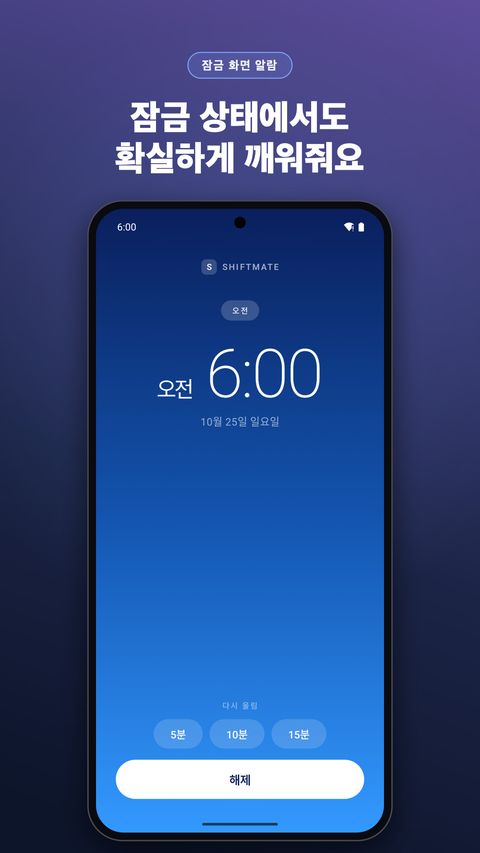 잠금 화면 알람
잠금 상태에서도
확실하게 깨워줘요
6:00
S SHIFTMATE
오전
오전 6:00
10월 25일 일요일
다시 울림
5분 10분 15분
해제